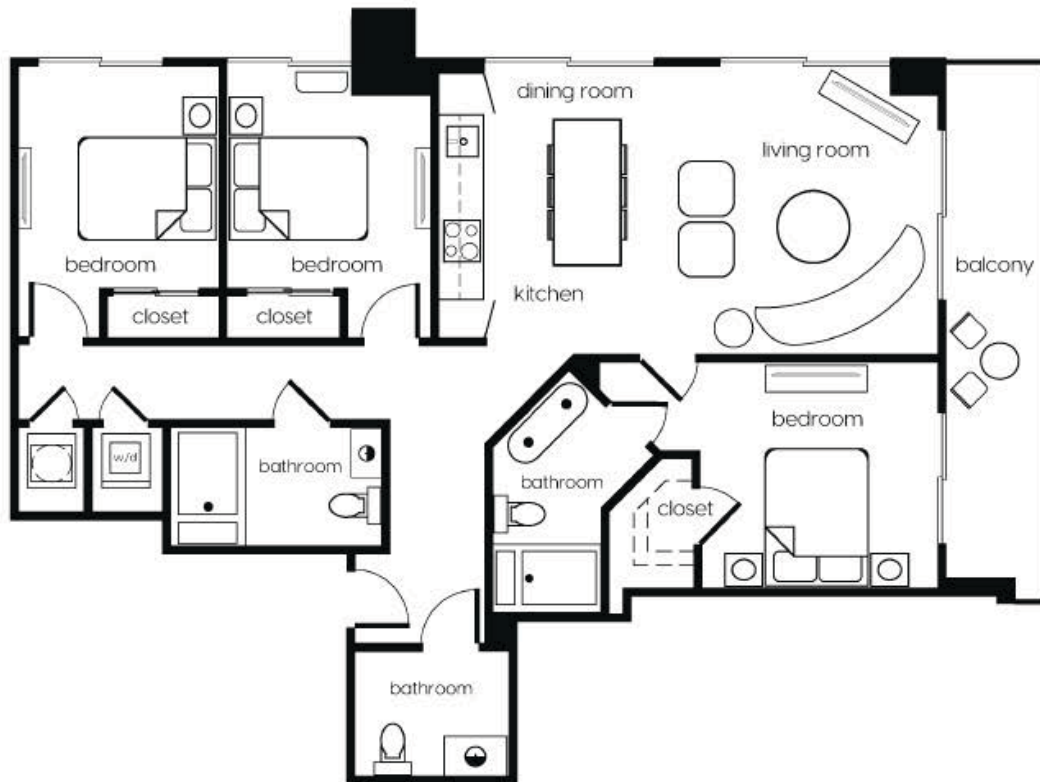 dining room
living room
bedroom
bedroom
balcony
kitchen
closet
closet
bedroom
w/d
bathroom
bathroom
closet
bathroom